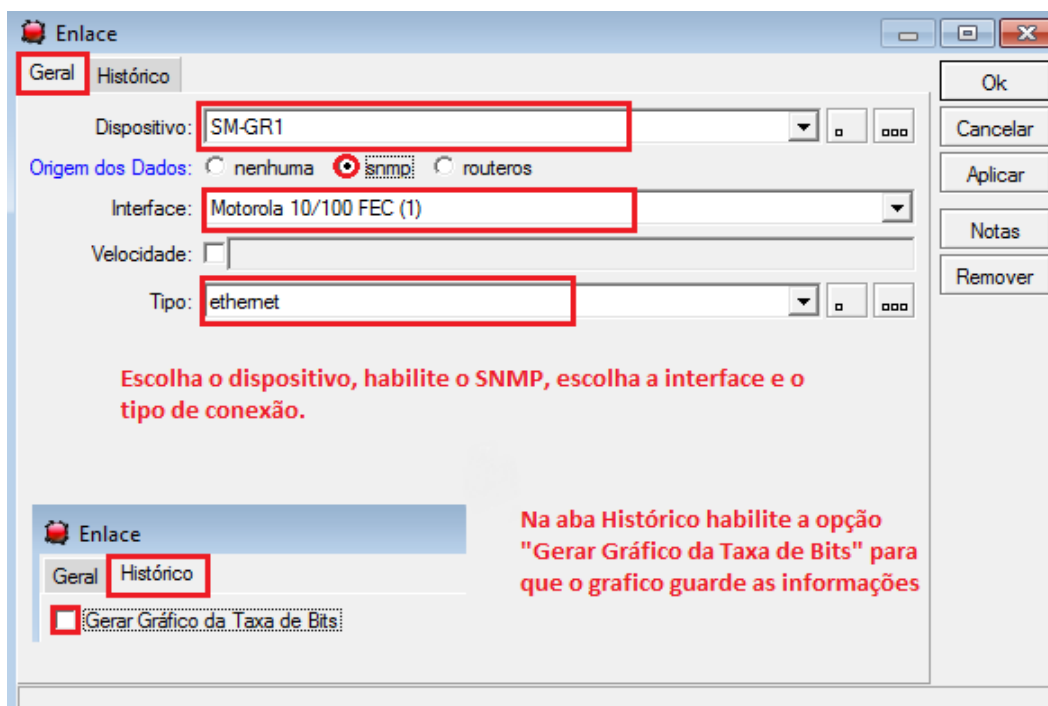 Enlace
Geral Histórico
Ok
Dispositivo: SM-GR1
Cancelar
Origem dos Dados: nenhuma snmp routeros
Aplicar
Interface: Motorola 10/100 FEC (1)
Notas
Velocidade:
Remover
Tipo: ethernet
Escolha o dispositivo, habilite o SNMP, escolha a interface e o
tipo de conexão.
Enlace
Geral Histórico
Gerar Gráfico da Taxa de Bits
Na aba Histórico habilite a opção
"Gerar Gráfico da Taxa de Bits" para
que o grafico guarde as informações